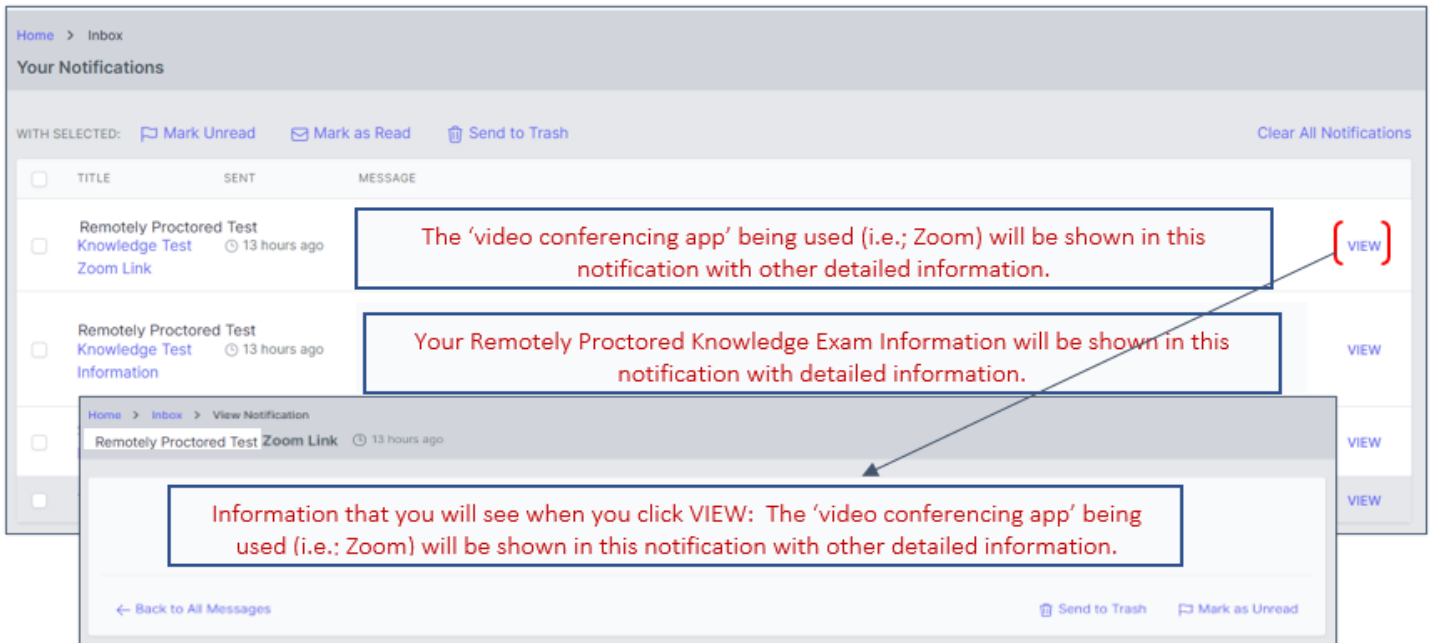 Home > Inbox
Your Notifications
WITH SELECTED: Mark Unread Mark as Read Send to Trash Clear All Notifications
TITLE SENT MESSAGE
Remotely Proctored Test
Knowledge Test 13 hours ago
Zoom Link
The ‘video conferencing app’ being used (i.e.; Zoom) will be shown in this
notification with other detailed information.
VIEW
Remotely Proctored Test
Knowledge Test 13 hours ago
Information
Your Remotely Proctored Knowledge Exam Information will be shown in this
notification with detailed information.
VIEW
VIEW
VIEW
Home > Inbox > View Notification
Remotely Proctored Test Zoom Link 13 hours ago
Information that you will see when you click VIEW: The ‘video conferencing app’ being
used (i.e.; Zoom) will be shown in this notification with other detailed information.
← Back to All Messages Send to Trash Mark as Unread